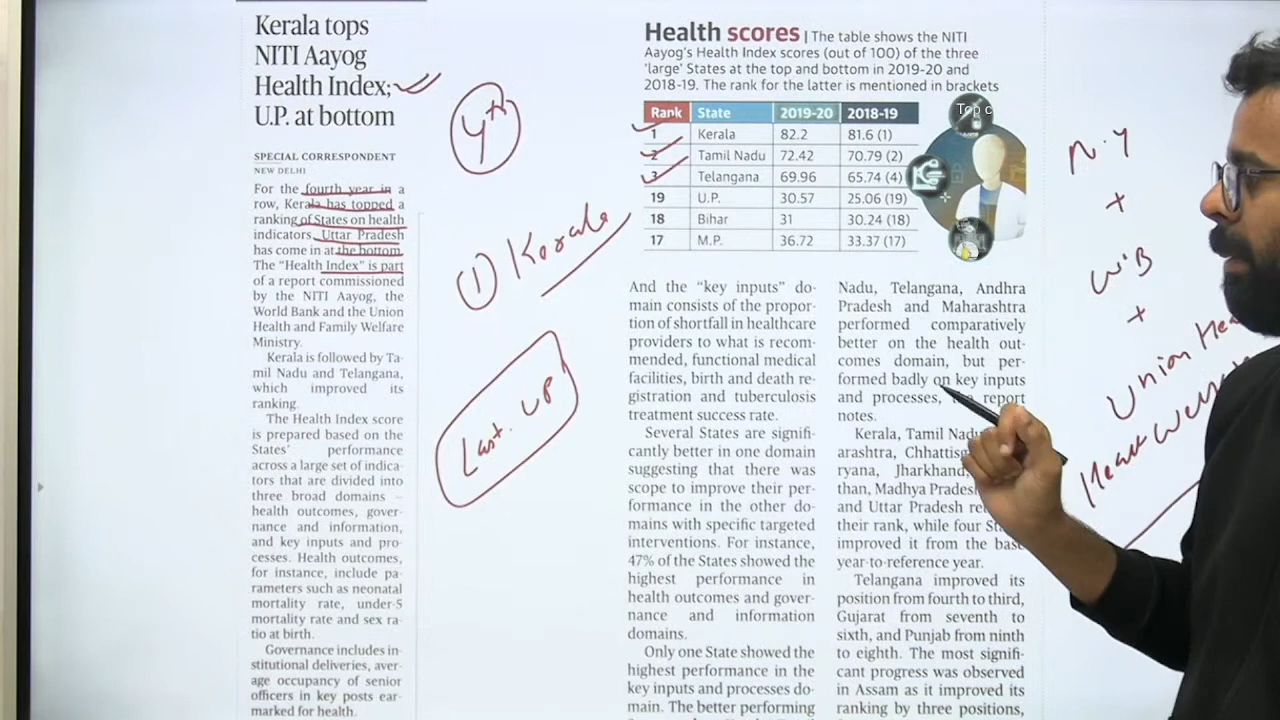 Kerala tops
NITI Aayog
Health Index;
U.P. at bottom
SPECIAL CORRESPONDENT
NEW DELHI
For the fourth year in a
row, Kerala has topped a
ranking of States on health
indicators. Uttar Pradesh
has come in at the bottom.
The “Health Index” is part
of a report commissioned
by the NITI Aayog, the
World Bank and the Union
Health and Family Welfare
Ministry.
Kerala is followed by Ta-
mil Nadu and Telangana,
which improved its
ranking.
The Health Index score
is prepared based on the
States’ performance
across a large set of indica-
tors that are divided into
three broad domains –
health outcomes, gover-
nance and information,
and key inputs and pro-
cesses. Health outcomes,
for instance, include pa-
rameters such as neonatal
mortality rate, under-5
mortality rate and sex ra-
tio at birth.
Governance includes in-
stitutional deliveries, aver-
age occupancy of senior
officers in key posts ear-
marked for health.
4th
① Kerala
Last. UP
Health scores | The table shows the NITI
Aayog's Health Index scores (out of 100) of the three
'large' States at the top and bottom in 2019-20 and
2018-19. The rank for the latter is mentioned in brackets
Rank State 2019-20 2018-19
1 Kerala 82.2 81.6 (1)
2 Tamil Nadu 72.42 70.79 (2)
3 Telangana 69.96 65.74 (4)
19 U.P. 30.57 25.06 (19)
18 Bihar 31 30.24 (18)
17 M.P. 36.72 33.37 (17)
Top c
And the “key inputs” do-
main consists of the propor-
tion of shortfall in healthcare
providers to what is recom-
mended, functional medical
facilities, birth and death re-
gistration and tuberculosis
treatment success rate.
Several States are signifi-
cantly better in one domain
suggesting that there was
scope to improve their per-
formance in the other do-
mains with specific targeted
interventions. For instance,
47% of the States showed the
highest performance in
health outcomes and gover-
nance and information
domains.
Only one State showed the
highest performance in the
key inputs and processes do-
main. The better performing
Nadu, Telangana, Andhra
Pradesh and Maharashtra
performed comparatively
better on the health out-
comes domain, but per-
formed badly on key inputs
and processes, report
notes.
Kerala, Tamil Nadu
arashtra, Chhattisg
ryana, Jharkhand,
than, Madhya Pradesh
and Uttar Pradesh re
their rank, while four St
improved it from the base
year-to-reference year.
Telangana improved its
position from fourth to third,
Gujarat from seventh to
sixth, and Punjab from ninth
to eighth. The most signifi-
cant progress was observed
in Assam as it improved its
ranking by three positions,
N.Y
+
W.B
+
Union Hea